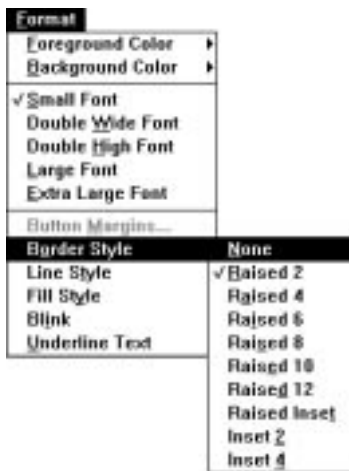 Format
Foreground Color
Background Color
√ Small Font
Double Wide Font
Double High Font
Large Font
Extra Large Font
Button Margins...
Border Style
Line Style
Fill Style
Blink
Underline Text
None
√ Raised 2
Raised 4
Raised 6
Raised 8
Raised 10
Raised 12
Raised Inset
Inset 2
Inset 4